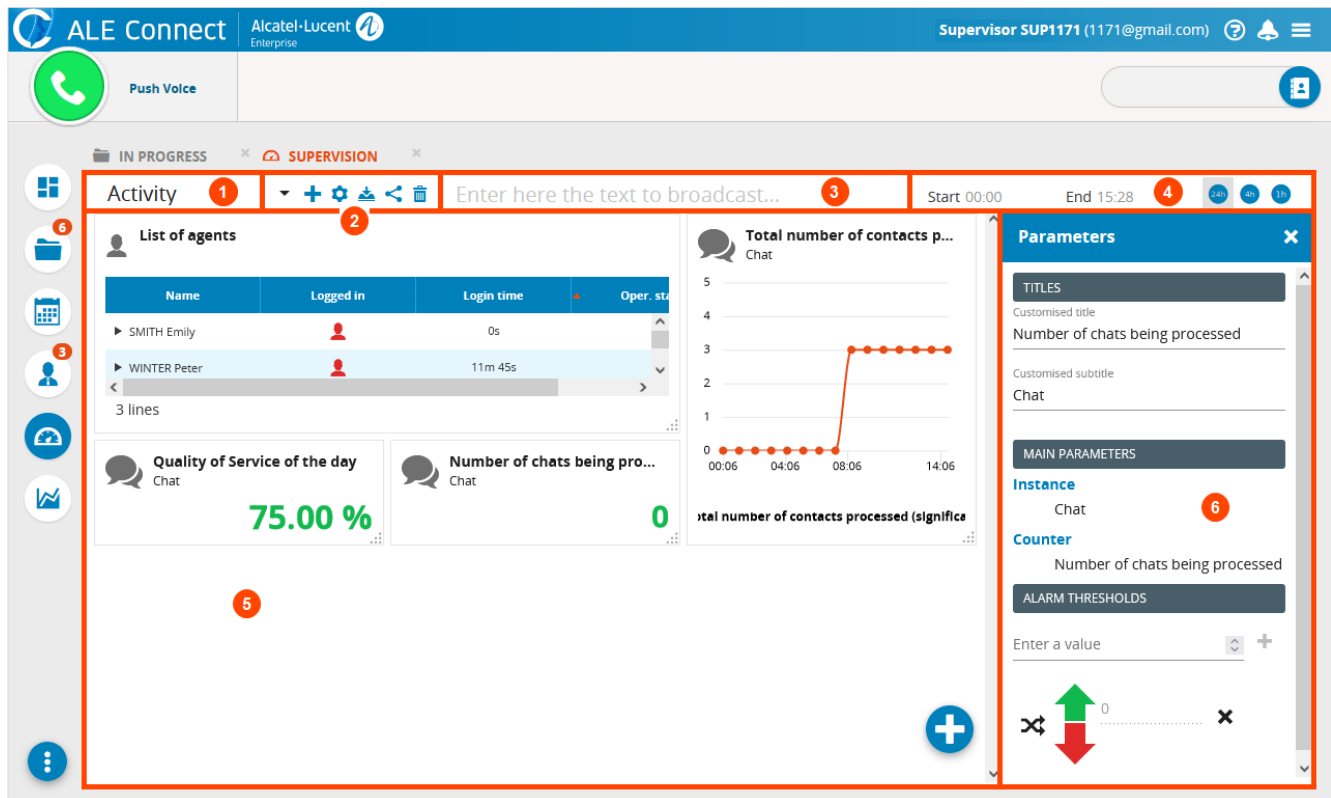 ALE Connect
Alcatel·Lucent
Enterprise
Supervisor SUP1171 (1171@gmail.com)
Push Voice
IN PROGRESS
SUPERVISION
Activity
1
2
Enter here the text to broadcast...
3
Start 00:00
End 15:28
4
24h
4h
1h
6
3
List of agents
Name
Logged in
Login time
Oper. sta
SMITH Emily
0s
WINTER Peter
11m 45s
3 lines
Total number of contacts p...
Chat
5
4
3
2
1
0
00:06
04:06
08:06
14:06
otal number of contacts processed (significa
Quality of Service of the day
Chat
75.00 %
Number of chats being pro...
Chat
0
5
Parameters
TITLES
Customised title
Number of chats being processed
Customised subtitle
Chat
MAIN PARAMETERS
Instance
Chat
6
Counter
Number of chats being processed
ALARM THRESHOLDS
Enter a value
0